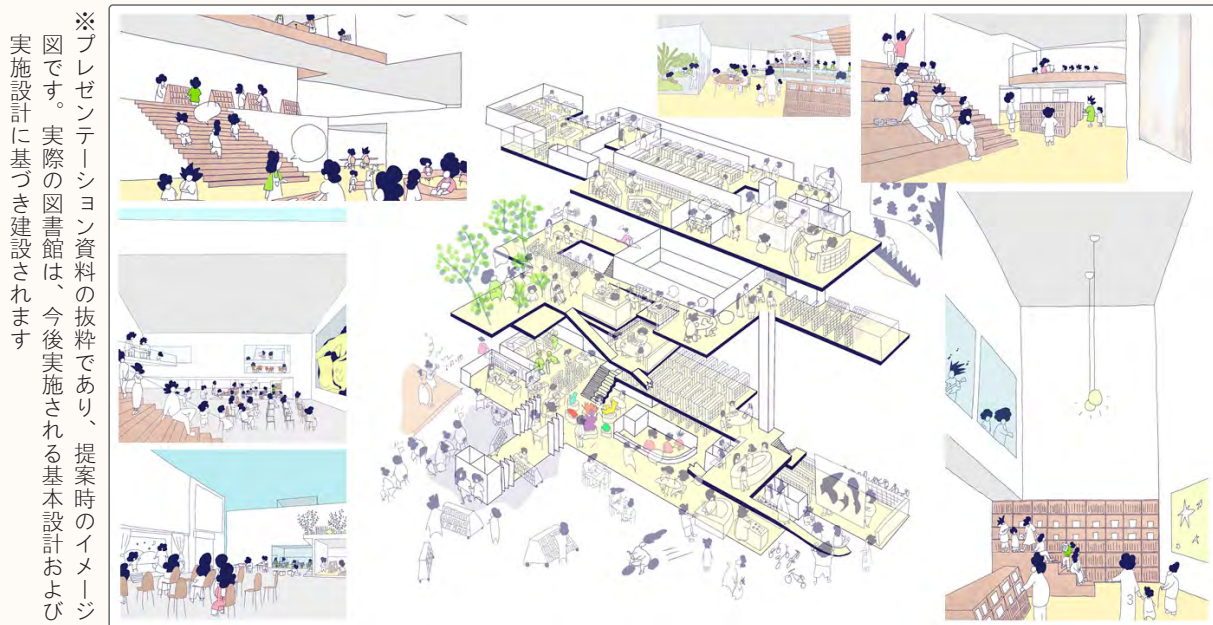 ※プレゼンテーション資料の抜粋であり、提案時のイメージ
図です。実際の図書館は、今後実施される基本設計および
実施設計に基づき建設されます
3